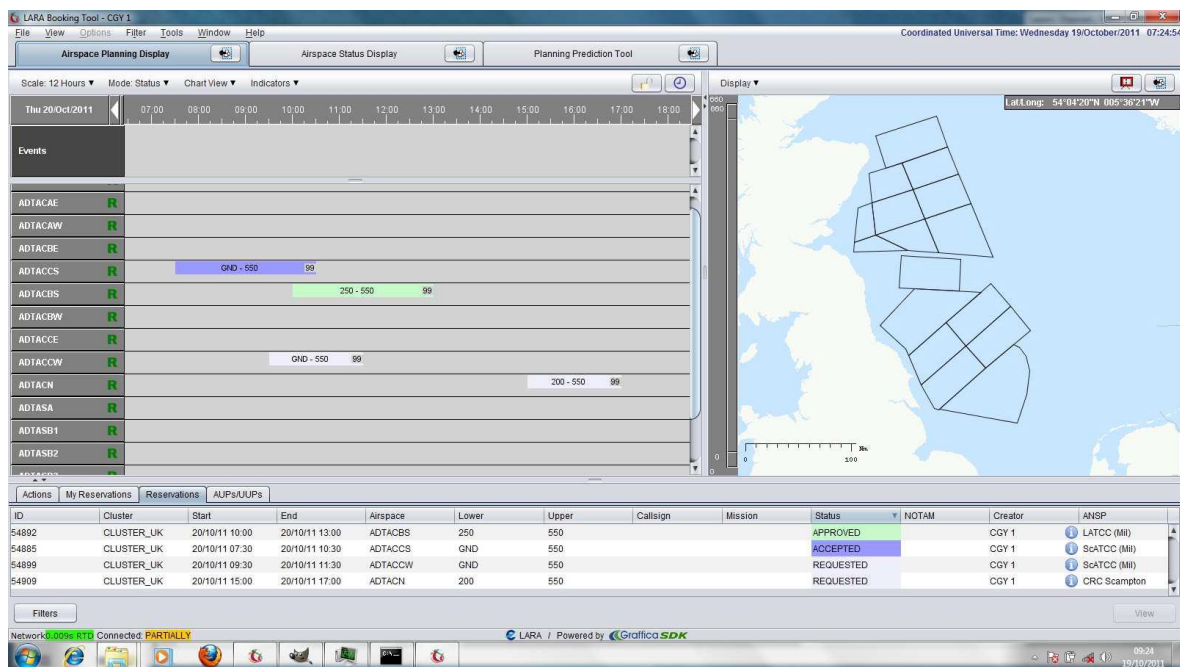 LARA Booking Tool - CGY 1
File View Options Filter Tools Window Help Coordinated Universal Time: Wednesday 19/October/2011 07:24:54
Airspace Planning Display Airspace Status Display Planning Prediction Tool
Scale: 12 Hours Mode: Status Chart View Indicators Display
Thu 20/Oct/2011 07:00 08:00 09:00 10:00 11:00 12:00 13:00 14:00 15:00 16:00 17:00 18:00
660
660
Lat/Long: 54°04'20"N 005°36'21"W
Events
ADTACAE R
ADTACAW R
ADTACBE R
ADTACCS R GND - 550 99
ADTACBS R 250 - 550 99
ADTACBW R
ADTACCE R
ADTACCW R GND - 550 99
ADTACN R 200 - 550 99
ADTASA R
ADTASB1 R
ADTASB2 R
0 100
0
0
Actions My Reservations Reservations AUPs/UUPs
ID Cluster Start End Airspace Lower Upper Callsign Mission Status NOTAM Creator ANSP
54892 CLUSTER_UK 20/10/11 10:00 20/10/11 13:00 ADTACBS 250 550 APPROVED CGY 1 LATCC (Mil)
54885 CLUSTER_UK 20/10/11 07:30 20/10/11 10:30 ADTACCS GND 550 ACCEPTED CGY 1 ScATCC (Mil)
54899 CLUSTER_UK 20/10/11 09:30 20/10/11 11:30 ADTACCW GND 550 REQUESTED CGY 1 ScATCC (Mil)
54909 CLUSTER_UK 20/10/11 15:00 20/10/11 17:00 ADTACN 200 550 REQUESTED CGY 1 CRC Scampton
Filters View
Network 0.009s RTD Connected: PARTIALLY LARA / Powered by Graffica SDK
09:24
19/10/2011